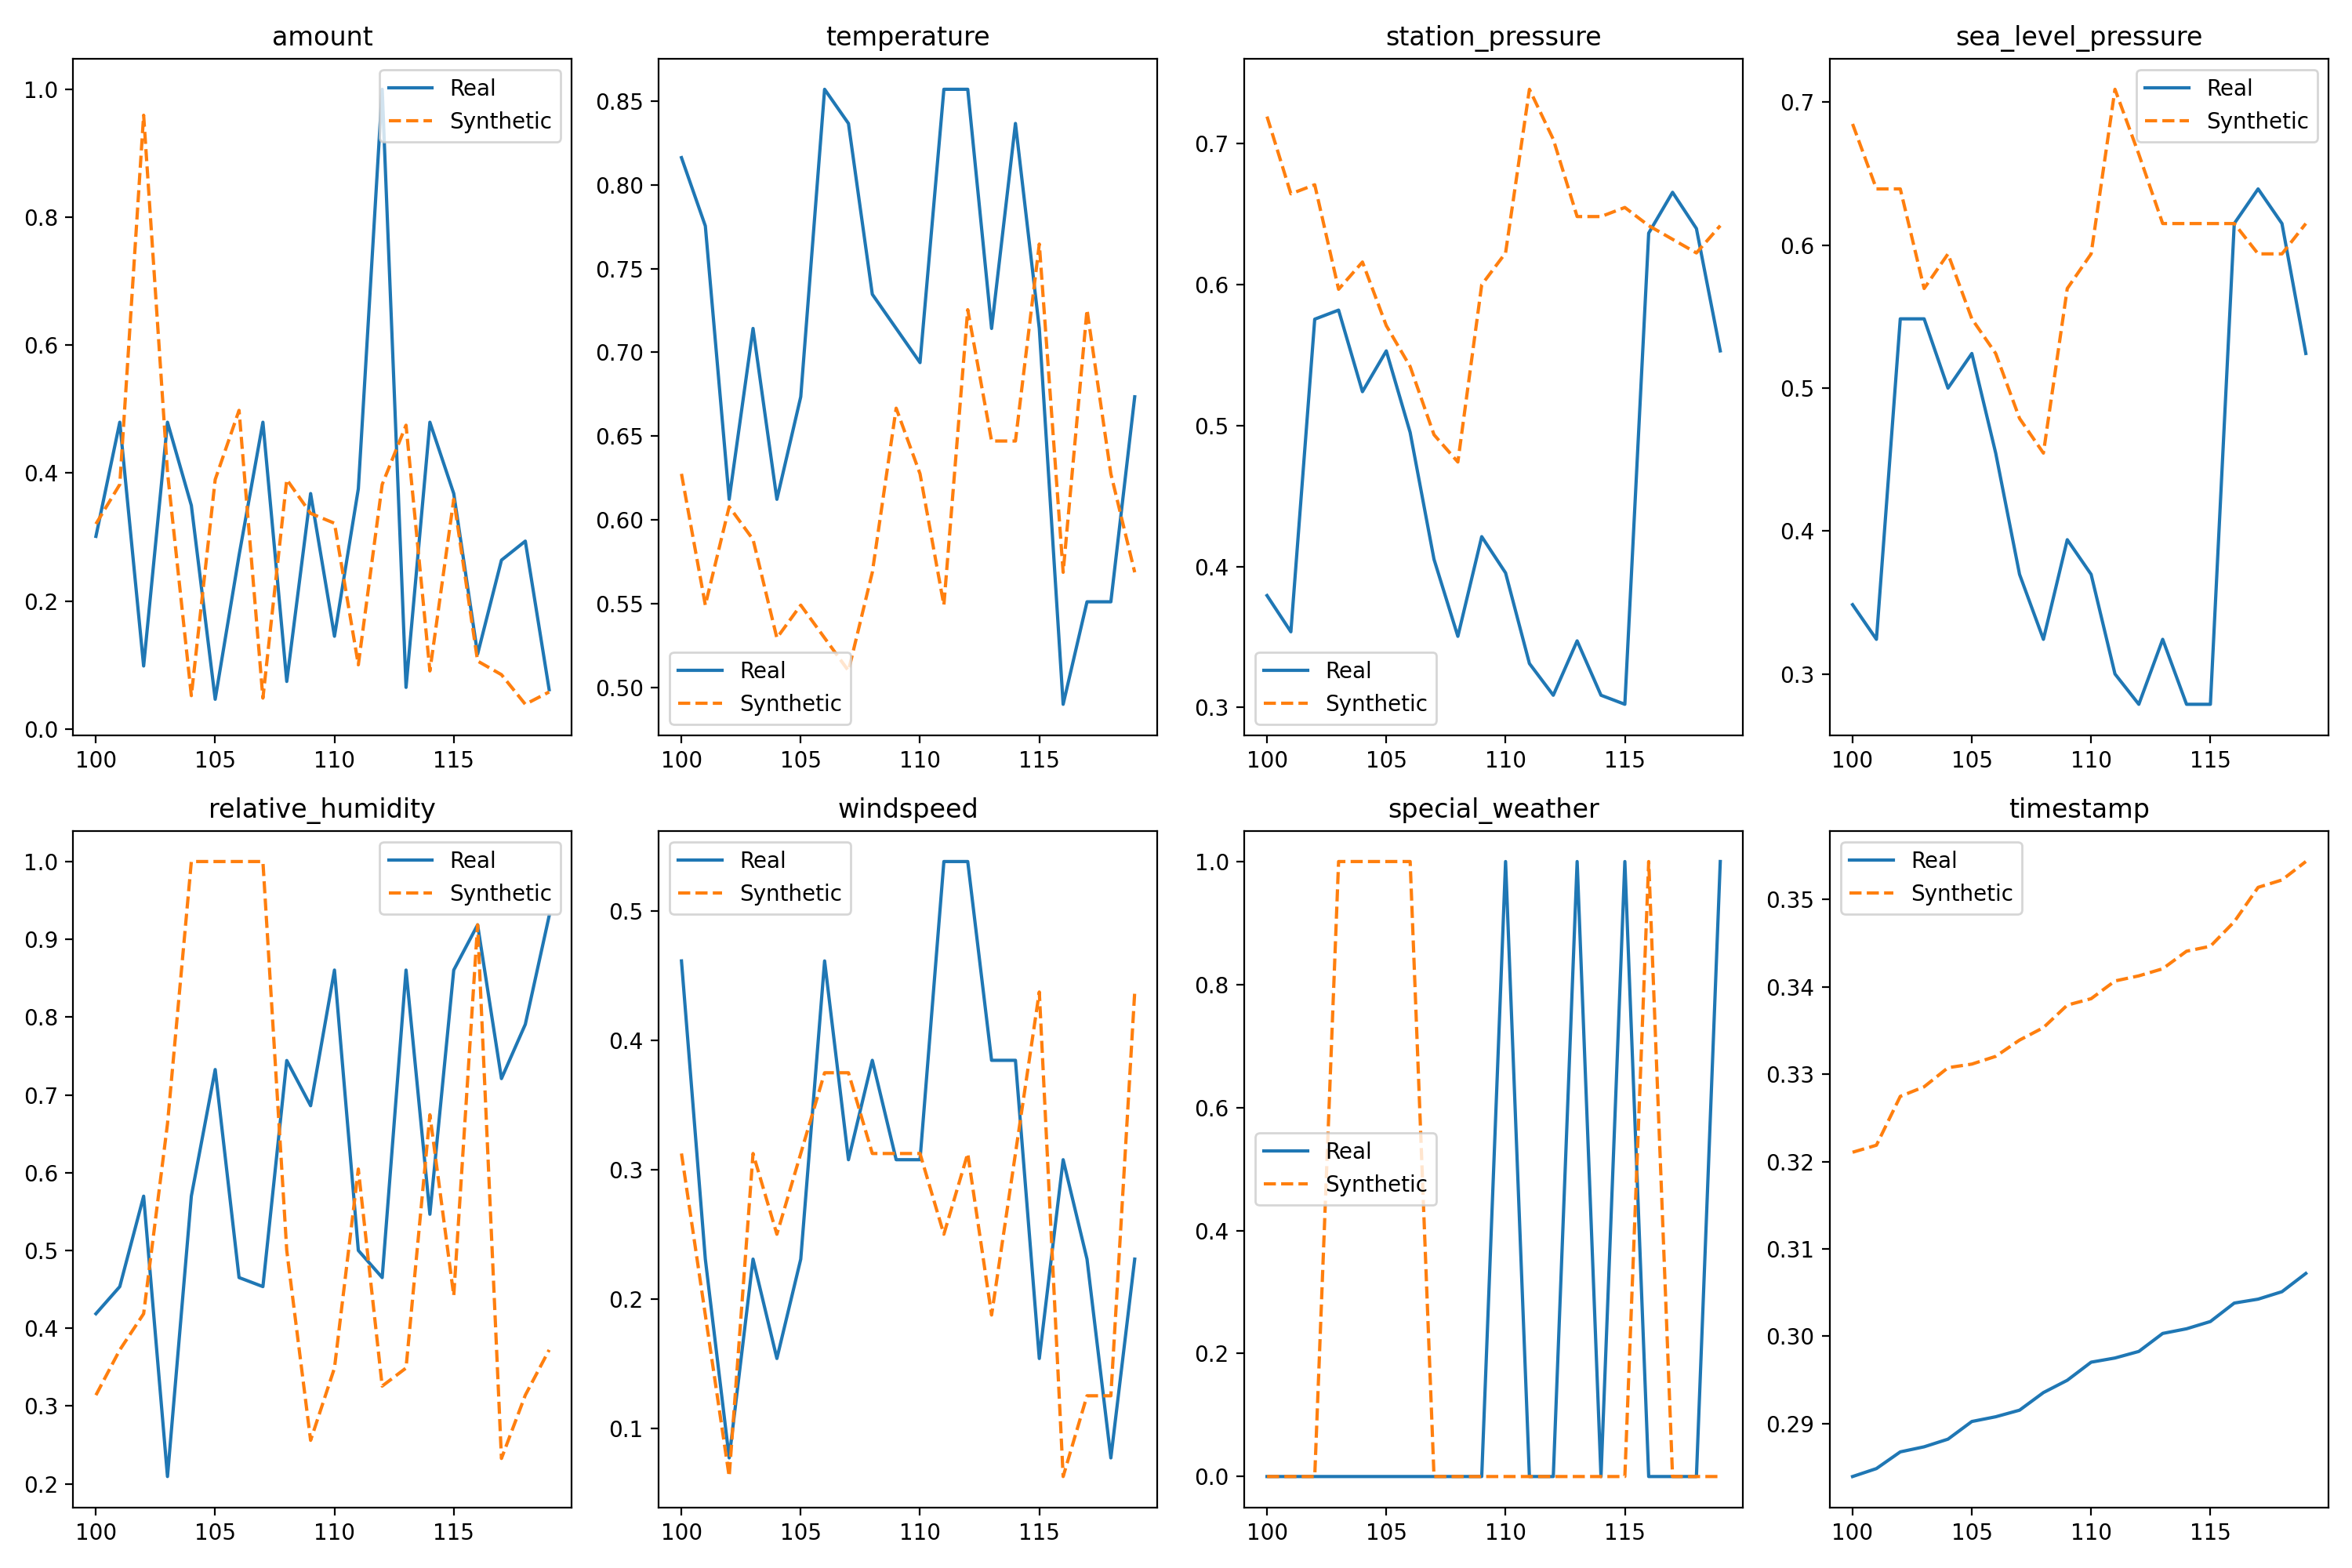 amount
1.0
0.8
0.6
0.4
0.2
0.0
100 105 110 115
Real
Synthetic
temperature
0.85
0.80
0.75
0.70
0.65
0.60
0.55
0.50
100 105 110 115
Real
Synthetic
station_pressure
0.7
0.6
0.5
0.4
0.3
100 105 110 115
Real
Synthetic
sea_level_pressure
0.7
0.6
0.5
0.4
0.3
100 105 110 115
Real
Synthetic
relative_humidity
1.0
0.9
0.8
0.7
0.6
0.5
0.4
0.3
0.2
100 105 110 115
Real
Synthetic
windspeed
0.5
0.4
0.3
0.2
0.1
100 105 110 115
Real
Synthetic
special_weather
1.0
0.8
0.6
0.4
0.2
0.0
100 105 110 115
Real
Synthetic
timestamp
0.35
0.34
0.33
0.32
0.31
0.30
0.29
100 105 110 115
Real
Synthetic